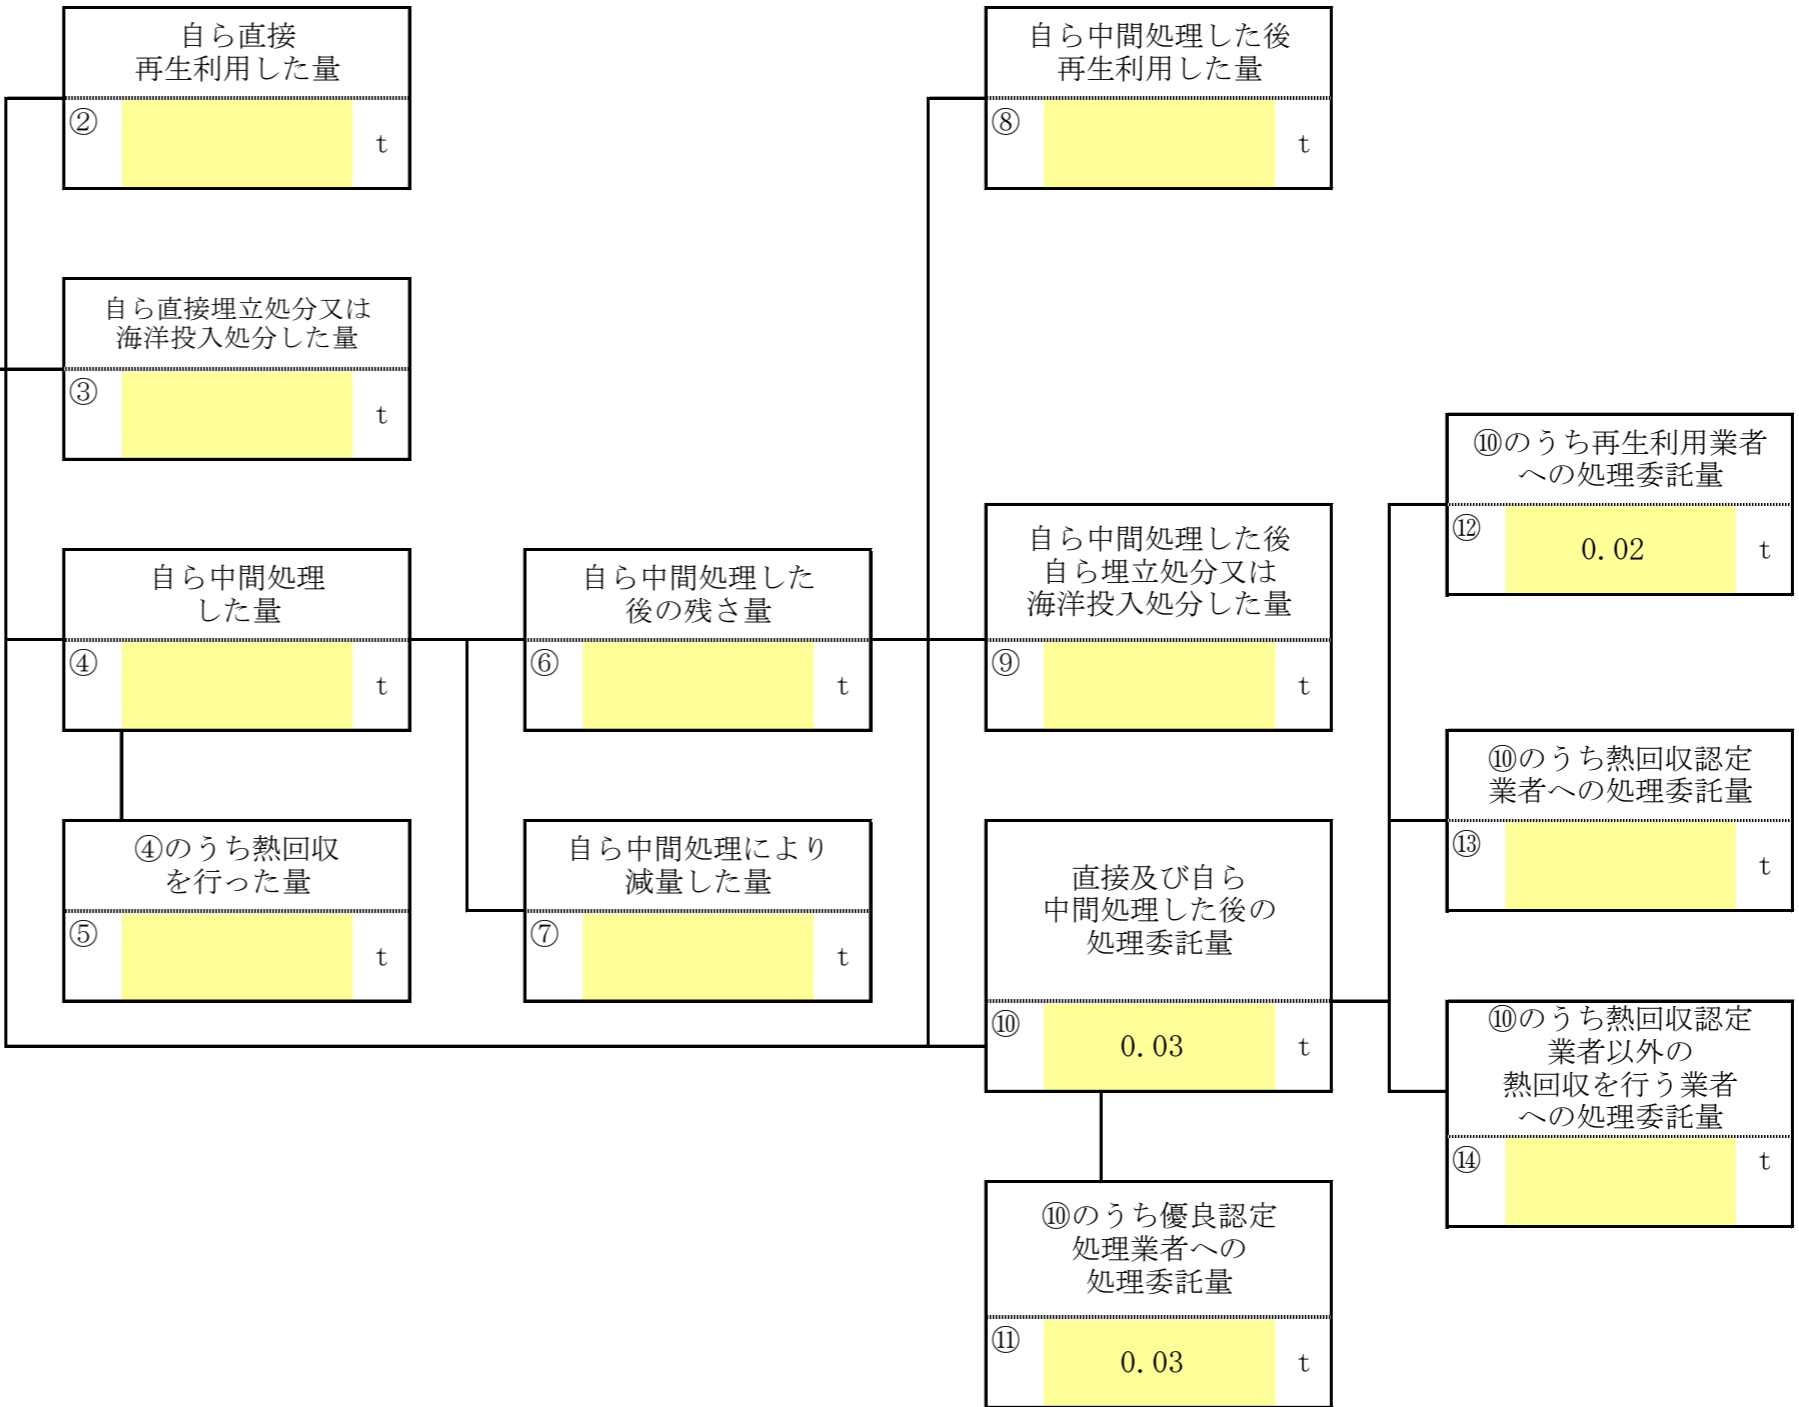 自ら直接
再生利用した量
②
t
自ら中間処理した後
再生利用した量
⑧
t
自ら直接埋立処分又は
海洋投入処分した量
③
t
⑩のうち再生利用業者
への処理委託量
⑫
0.02
t
自ら中間処理
した量
④
t
自ら中間処理した
後の残さ量
⑥
t
自ら中間処理した後
自ら埋立処分又は
海洋投入処分した量
⑨
t
⑩のうち熱回収認定
業者への処理委託量
⑬
t
④のうち熱回収
を行った量
⑤
t
自ら中間処理により
減量した量
⑦
t
直接及び自ら
中間処理した後の
処理委託量
⑩
0.03
t
⑩のうち熱回収認定
業者以外の
熱回収を行う業者
への処理委託量
⑭
t
⑩のうち優良認定
処理業者への
処理委託量
⑪
0.03
t